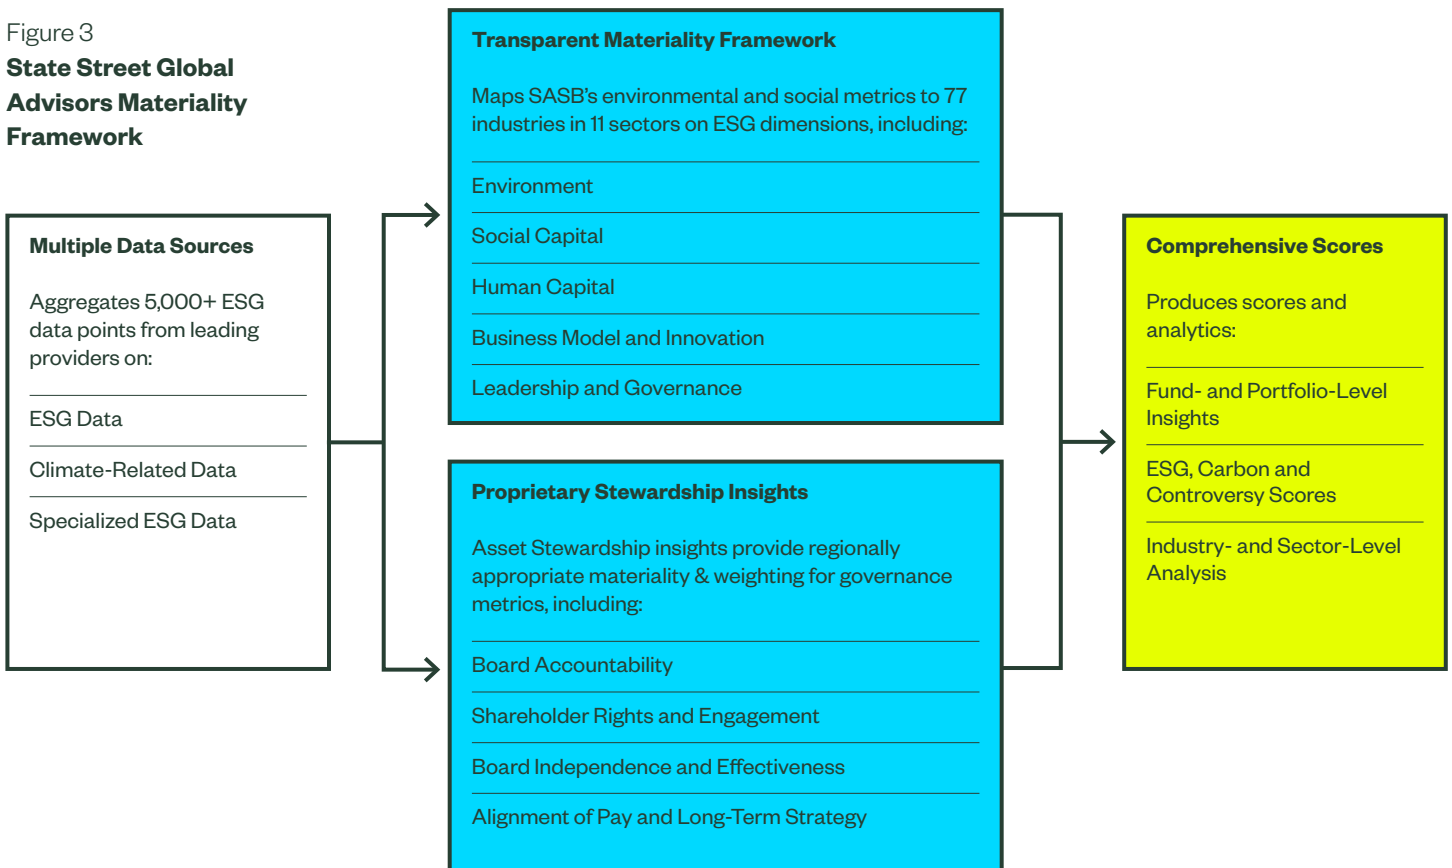 Figure 3
State Street Global
Advisors Materiality
Framework
Multiple Data Sources
Aggregates 5,000+ ESG
data points from leading
providers on:
ESG Data
Climate-Related Data
Specialized ESG Data
Transparent Materiality Framework
Maps SASB’s environmental and social metrics to 77
industries in 11 sectors on ESG dimensions, including:
Environment
Social Capital
Human Capital
Business Model and Innovation
Leadership and Governance
Proprietary Stewardship Insights
Asset Stewardship insights provide regionally
appropriate materiality & weighting for governance
metrics, including:
Board Accountability
Shareholder Rights and Engagement
Board Independence and Effectiveness
Alignment of Pay and Long-Term Strategy
Comprehensive Scores
Produces scores and
analytics:
Fund- and Portfolio-Level
Insights
ESG, Carbon and
Controversy Scores
Industry- and Sector-Level
Analysis